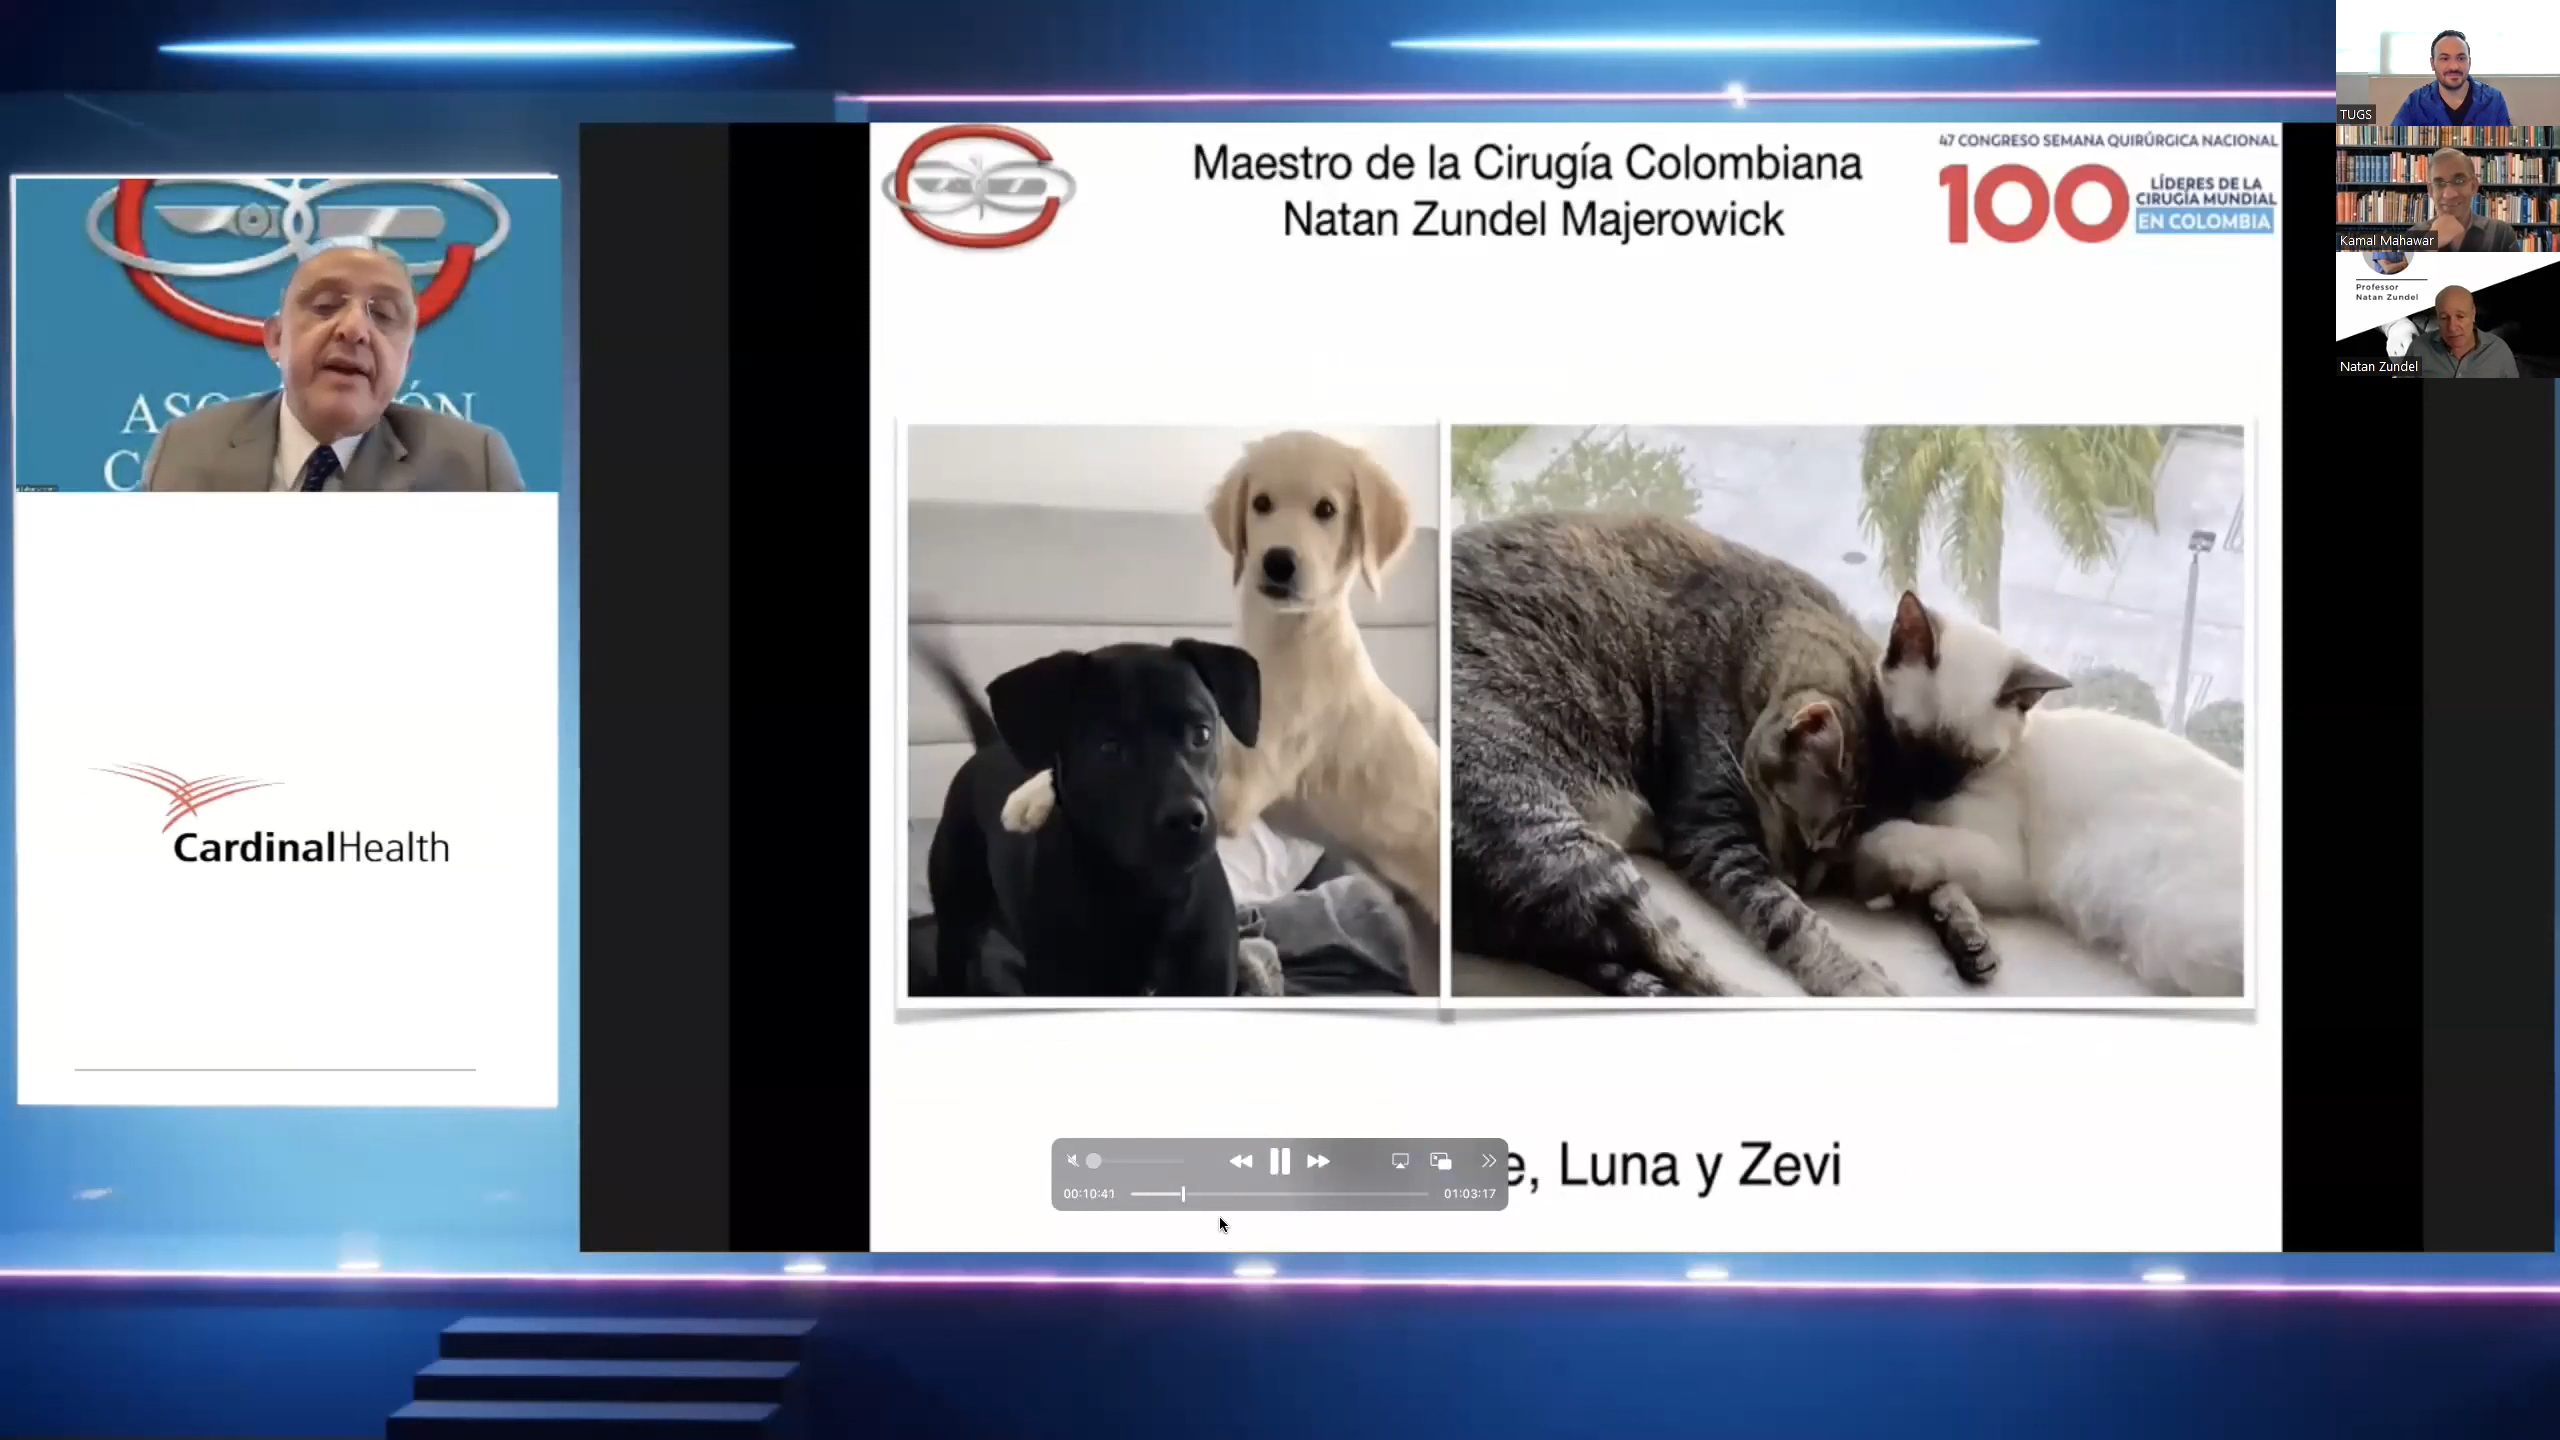 Maestro de la Cirugía Colombiana
Natan Zundel Majerowick
47 CONGRESO SEMANA QUIRÚRGICA NACIONAL
100
LÍDERES DE LA
CIRUGÍA MUNDIAL
EN COLOMBIA
TUGS
Kamal Mahawar
Professor
Natan Zundel
Natan Zundel
CardinalHealth
Luna y Zevi
00:10:41
01:03:17